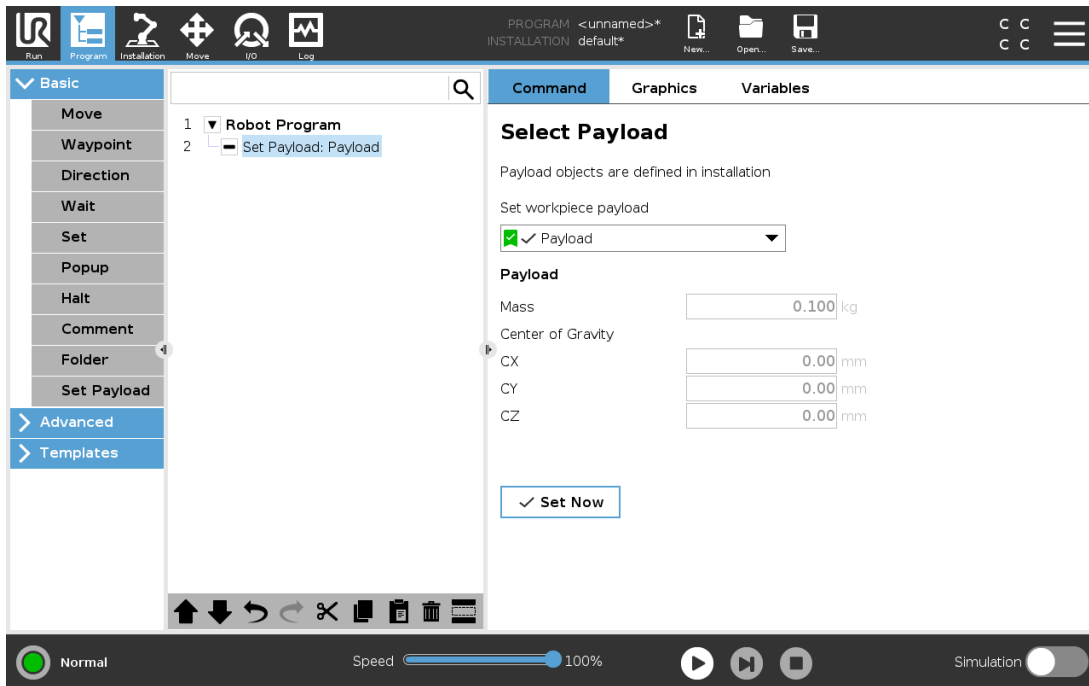 UR
Run
Program
Installation
Move
I/O
Log
PROGRAM <unnamed>*
INSTALLATION default*
New...
Open...
Save...
C C
C C
Basic
Move
Waypoint
Direction
Wait
Set
Popup
Halt
Comment
Folder
Set Payload
Advanced
Templates
1 Robot Program
2 Set Payload: Payload
Command Graphics Variables
Select Payload
Payload objects are defined in installation
Set workpiece payload
Payload
Payload
Mass 0.100 kg
Center of Gravity
CX 0.00 mm
CY 0.00 mm
CZ 0.00 mm
Set Now
Normal
Speed 100%
Simulation